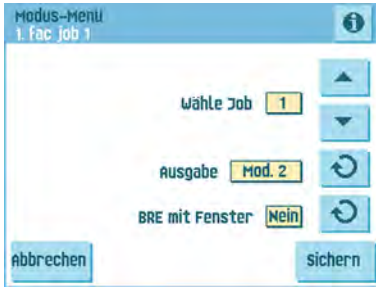 Modus-Menü
1. Fac job 1
Wähle Job 1
Ausgabe Mod. 2
BRE mit Fenster Nein
Abbrechen
Sichern